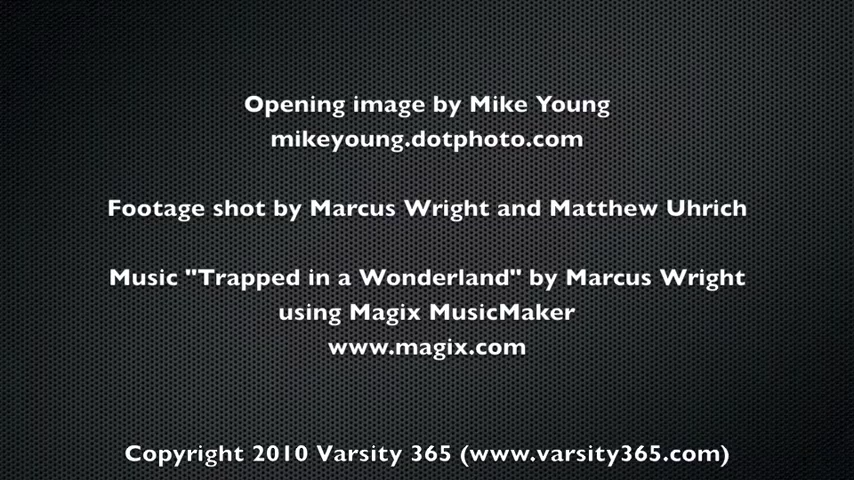 Opening image by Mike Young
mikeyoung.dotphoto.com
Footage shot by Marcus Wright and Matthew Uhrich
Music "Trapped in a Wonderland" by Marcus Wright
using Magix MusicMaker
www.magix.com
Copyright 2010 Varsity 365 (www.varsity365.com)